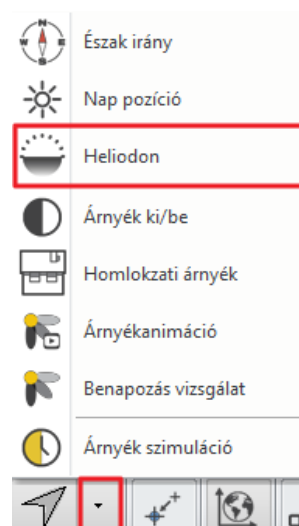 Észak irány
Nap pozíció
Heliodon
Árnyék ki/be
Homlokzati árnyék
Árnyékanimáció
Benapozás vizsgálat
Árnyék szimuláció